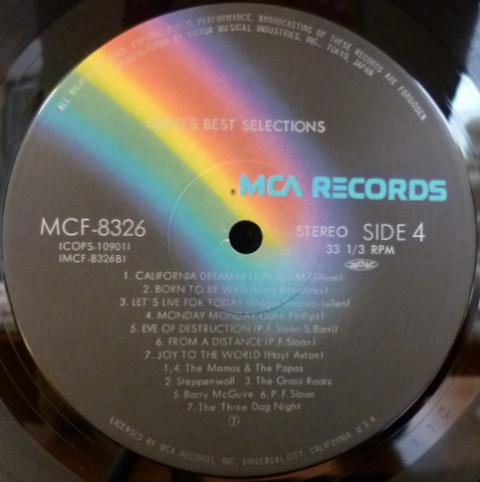 ALL RIGHTS RESERVED. COPYING, PUBLIC PERFORMANCE, BROADCASTING OF THESE RECORDS ARE FORBIDDEN
MANUFACTURED BY VICTOR MUSICAL INDUSTRIES, INC. TOKYO, JAPAN
BEST SELECTIONS
MCA RECORDS
MCF-8326
(COPS-10901)
(MCF-8326B)
STEREO SIDE 4
33 1/3 RPM
1. CALIFORNIA DREAMIN'
2. BORN TO BE WILD (Mars Bonfires)
3. LET'S LIVE FOR TODAY
4. MONDAY MONDAY (John Phillips)
5. EVE OF DESTRUCTION (P.F. Sloan-S. Barri)
6. FROM A DISTANCE (P.F. Sloan)
7. JOY TO THE WORLD (Hoyt Axton)
1,4. The Mamas & The Papas
2. Steppenwolf 3. The Grass Roots
5. Barry McGuire 6. P.F. Sloan
7. The Three Dog Night
LICENSED BY MCA RECORDS, INC., UNIVERSAL CITY, CALIFORNIA, U.S.A.